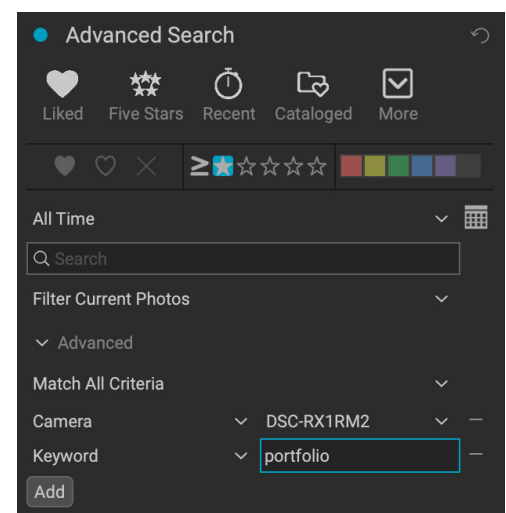 Advanced Search
Liked Five Stars Recent Cataloged More
≥
All Time
Search
Filter Current Photos
Advanced
Match All Criteria
Camera DSC-RX1RM2
Keyword portfolio
Add